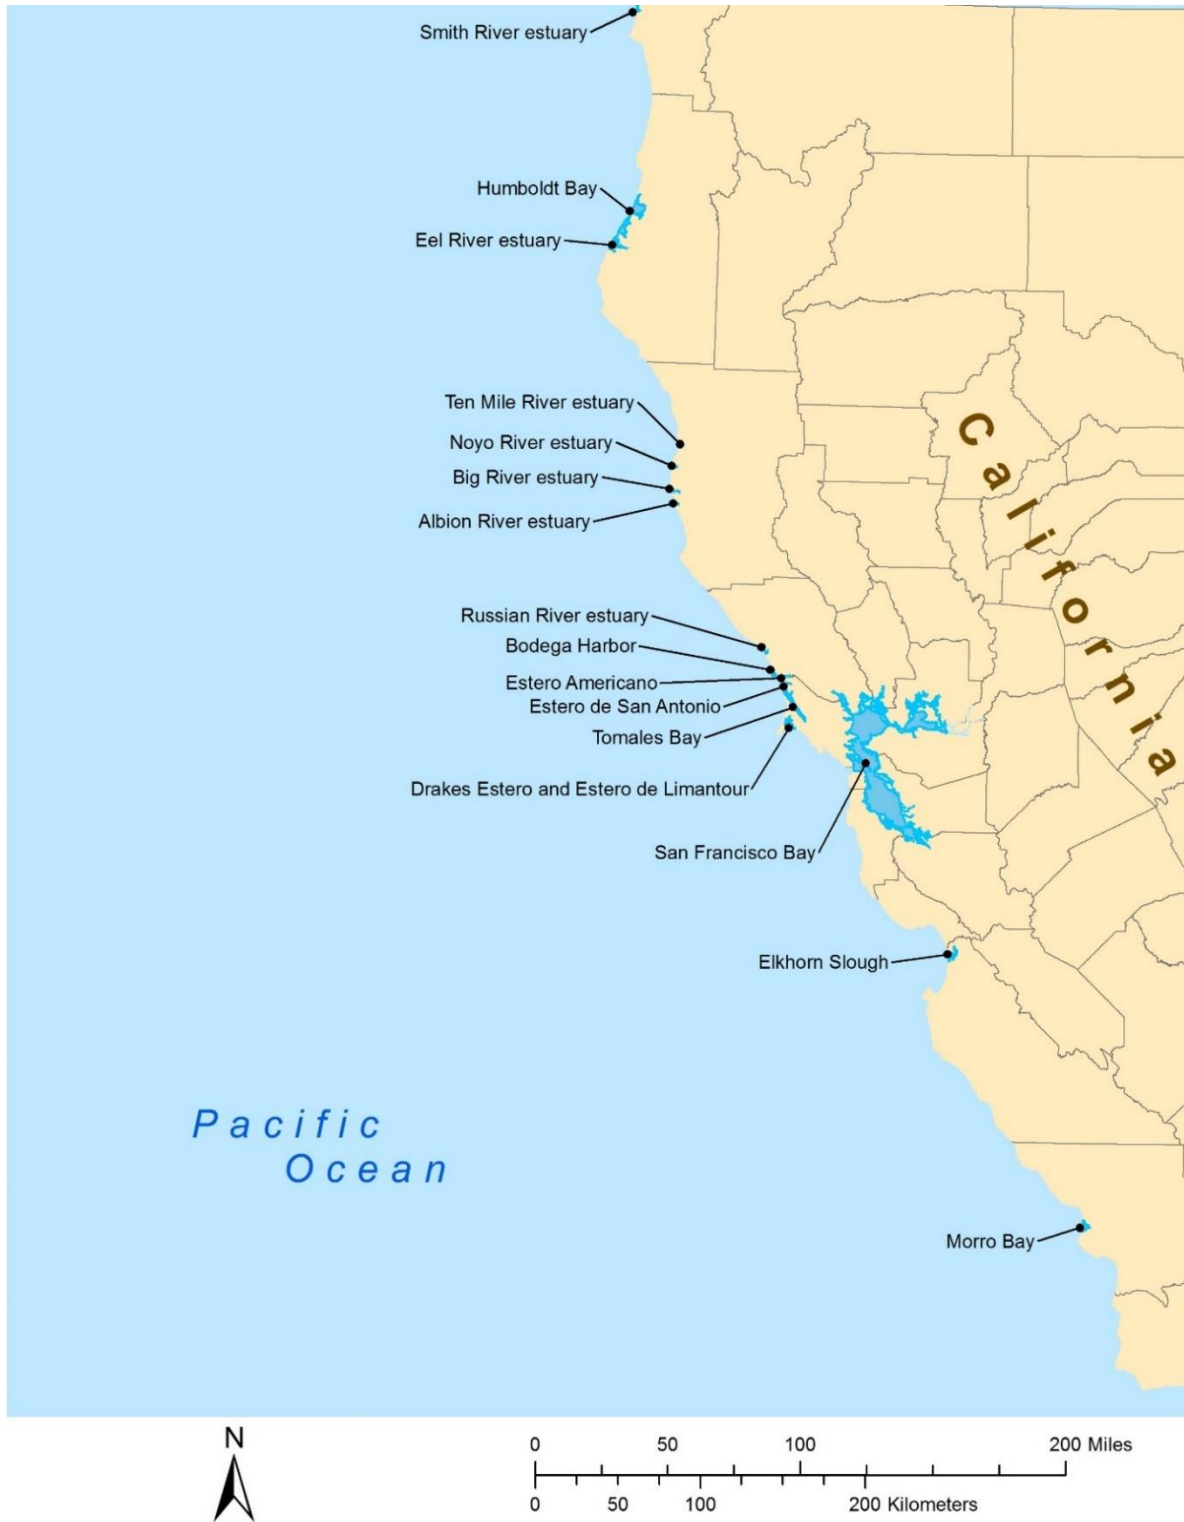 Smith River estuary
Humboldt Bay
Eel River estuary
Ten Mile River estuary
Noyo River estuary
Big River estuary
Albion River estuary
Russian River estuary
Bodega Harbor
Estero Americano
Estero de San Antonio
Tomales Bay
Drakes Estero and Estero de Limantour
San Francisco Bay
Elkhorn Slough
Morro Bay
California
Pacific
Ocean
N
0 50 100 200 Miles
0 50 100 200 Kilometers